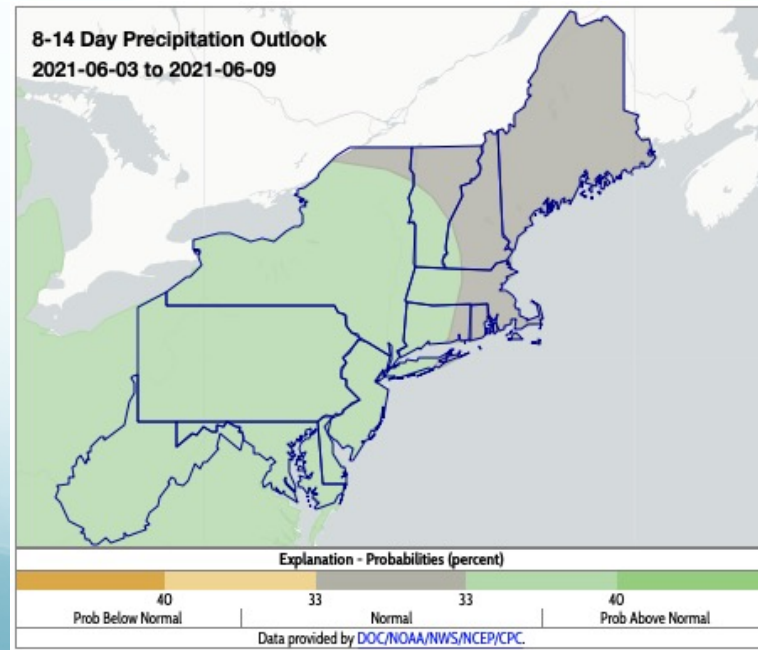 8-14 Day Precipitation Outlook
2021-06-03 to 2021-06-09
Explanation - Probabilities (percent)
40 33 33 40
Prob Below Normal Normal Prob Above Normal
Data provided by DOC/NOAA/NWS/NCEP/CPC.